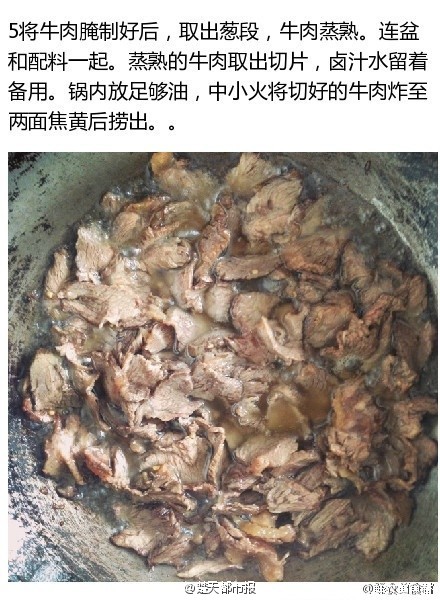 5将牛肉腌制好后，取出葱段，牛肉蒸熟。连盆
和配料一起。蒸熟的牛肉取出切片，卤汁水留着
备用。锅内放足够油，中小火将切好的牛肉炸至
两面焦黄后捞出。。
@楚天都市报